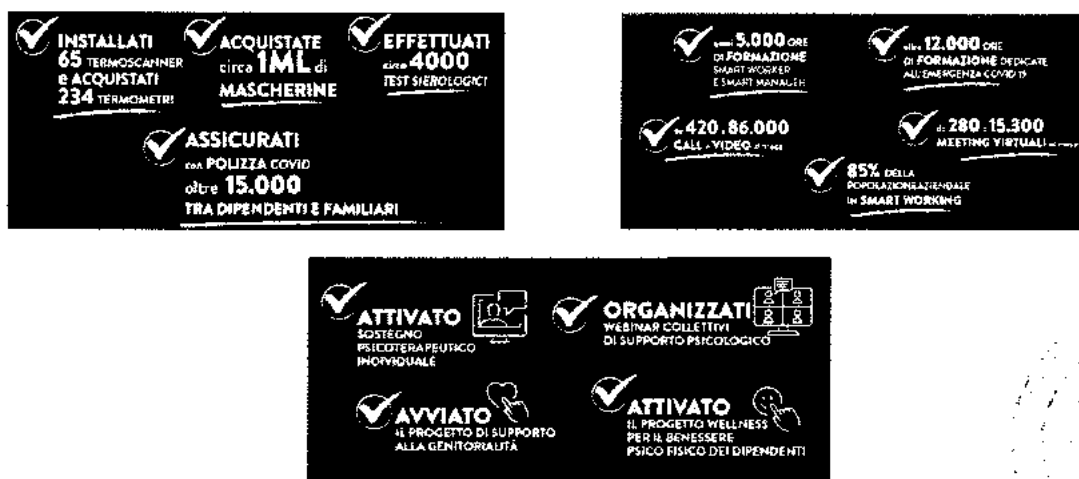 INSTALLATI
65 TERMOSCANNER
e ACQUISTATI
234 TERMOMETRI
ACQUISTATE
circa 1ML di
MASCHERINE
EFFETTUATI
circa 4000
TEST SIEROLOGICI
ASSICURATI
con POLIZZA COVID
oltre 15.000
TRA DIPENDENTI E FAMILIARI
5.000 ORE
DI FORMAZIONE
SMART WORKER
E SMART MANAGER
oltre 12.000 ORE
DI FORMAZIONE DEDICATE
ALL'EMERGENZA COVID 19
420 a 86.000
CALL e VIDEO
da 280 a 15.300
MEETING VIRTUALI
85% DELLA
POPOLAZIONE AZIENDALE
in SMART WORKING
ATTIVATO
SOSTEGNO
PSICOTERAPEUTICO
INDIVIDUALE
ORGANIZZATI
WEBINAR COLLETTIVI
DI SUPPORTO PSICOLOGICO
AVVIATO
IL PROGETTO DI SUPPORTO
ALLA GENITORIALITÀ
ATTIVATO
IL PROGETTO WELLNESS
PER IL BENESSERE
PSICO FISICO DEI DIPENDENTI